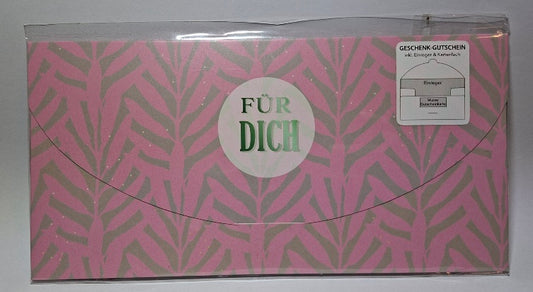 FÜR
DICH
GESCHENK-GUTSCHEIN
inkl. Einleger & Kartenfach
Einleger